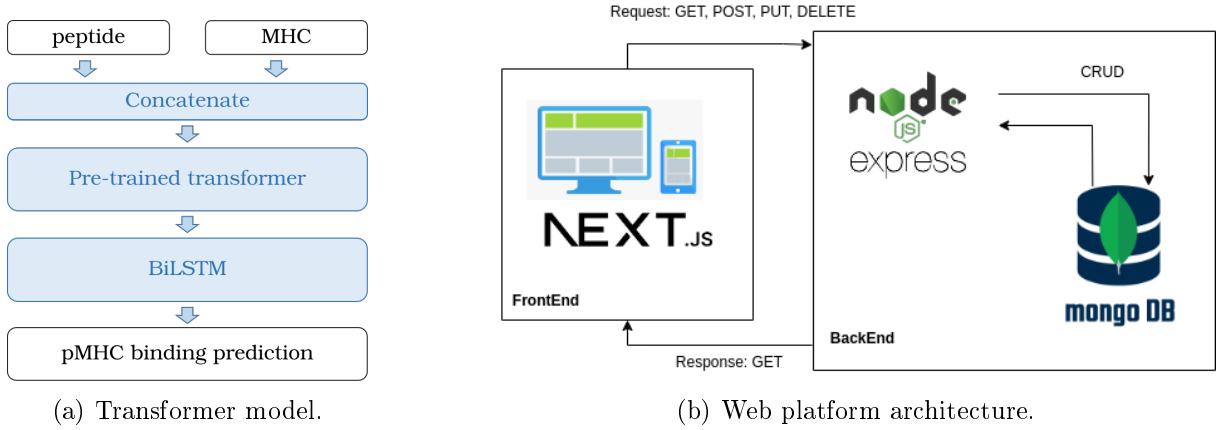 peptide
MHC
Concatenate
Pre-trained transformer
BiLSTM
pMHC binding prediction
(a) Transformer model.
Request: GET, POST, PUT, DELETE
NEXT.JS
FrontEnd
Response: GET
node
JS
express
CRUD
mongo DB
BackEnd
(b) Web platform architecture.